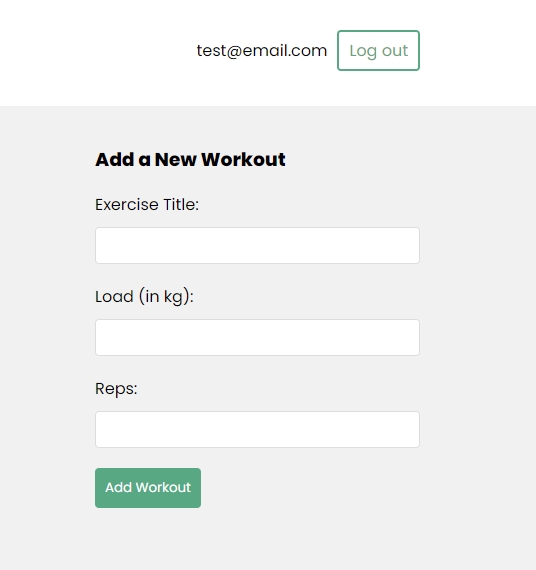 test@email.com Log out
Add a New Workout
Exercise Title:
Load (in kg):
Reps:
Add Workout